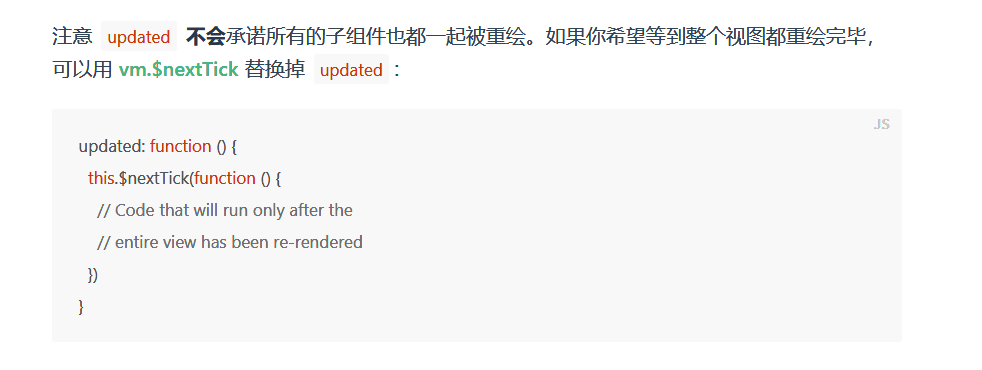 注意 updated 不会承诺所有的子组件也都一起被重绘。如果你希望等到整个视图都重绘完毕，
可以用 vm.$nextTick 替换掉 updated：
JS
updated: function () {
  this.$nextTick(function () {
    // Code that will run only after the
    // entire view has been re-rendered
  })
}